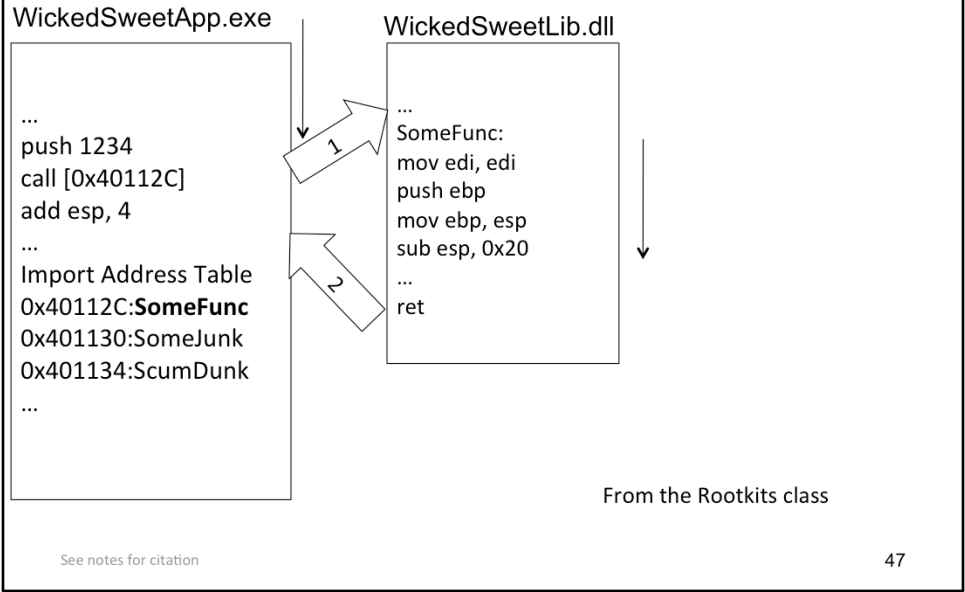 WickedSweetApp.exe
...
push 1234
call [0x40112C]
add esp, 4
...
Import Address Table
0x40112C:SomeFunc
0x401130:SomeJunk
0x401134:ScumDunk
...
1
2
WickedSweetLib.dll
...
SomeFunc:
mov edi, edi
push ebp
mov ebp, esp
sub esp, 0x20
...
ret
From the Rootkits class
See notes for citation
47